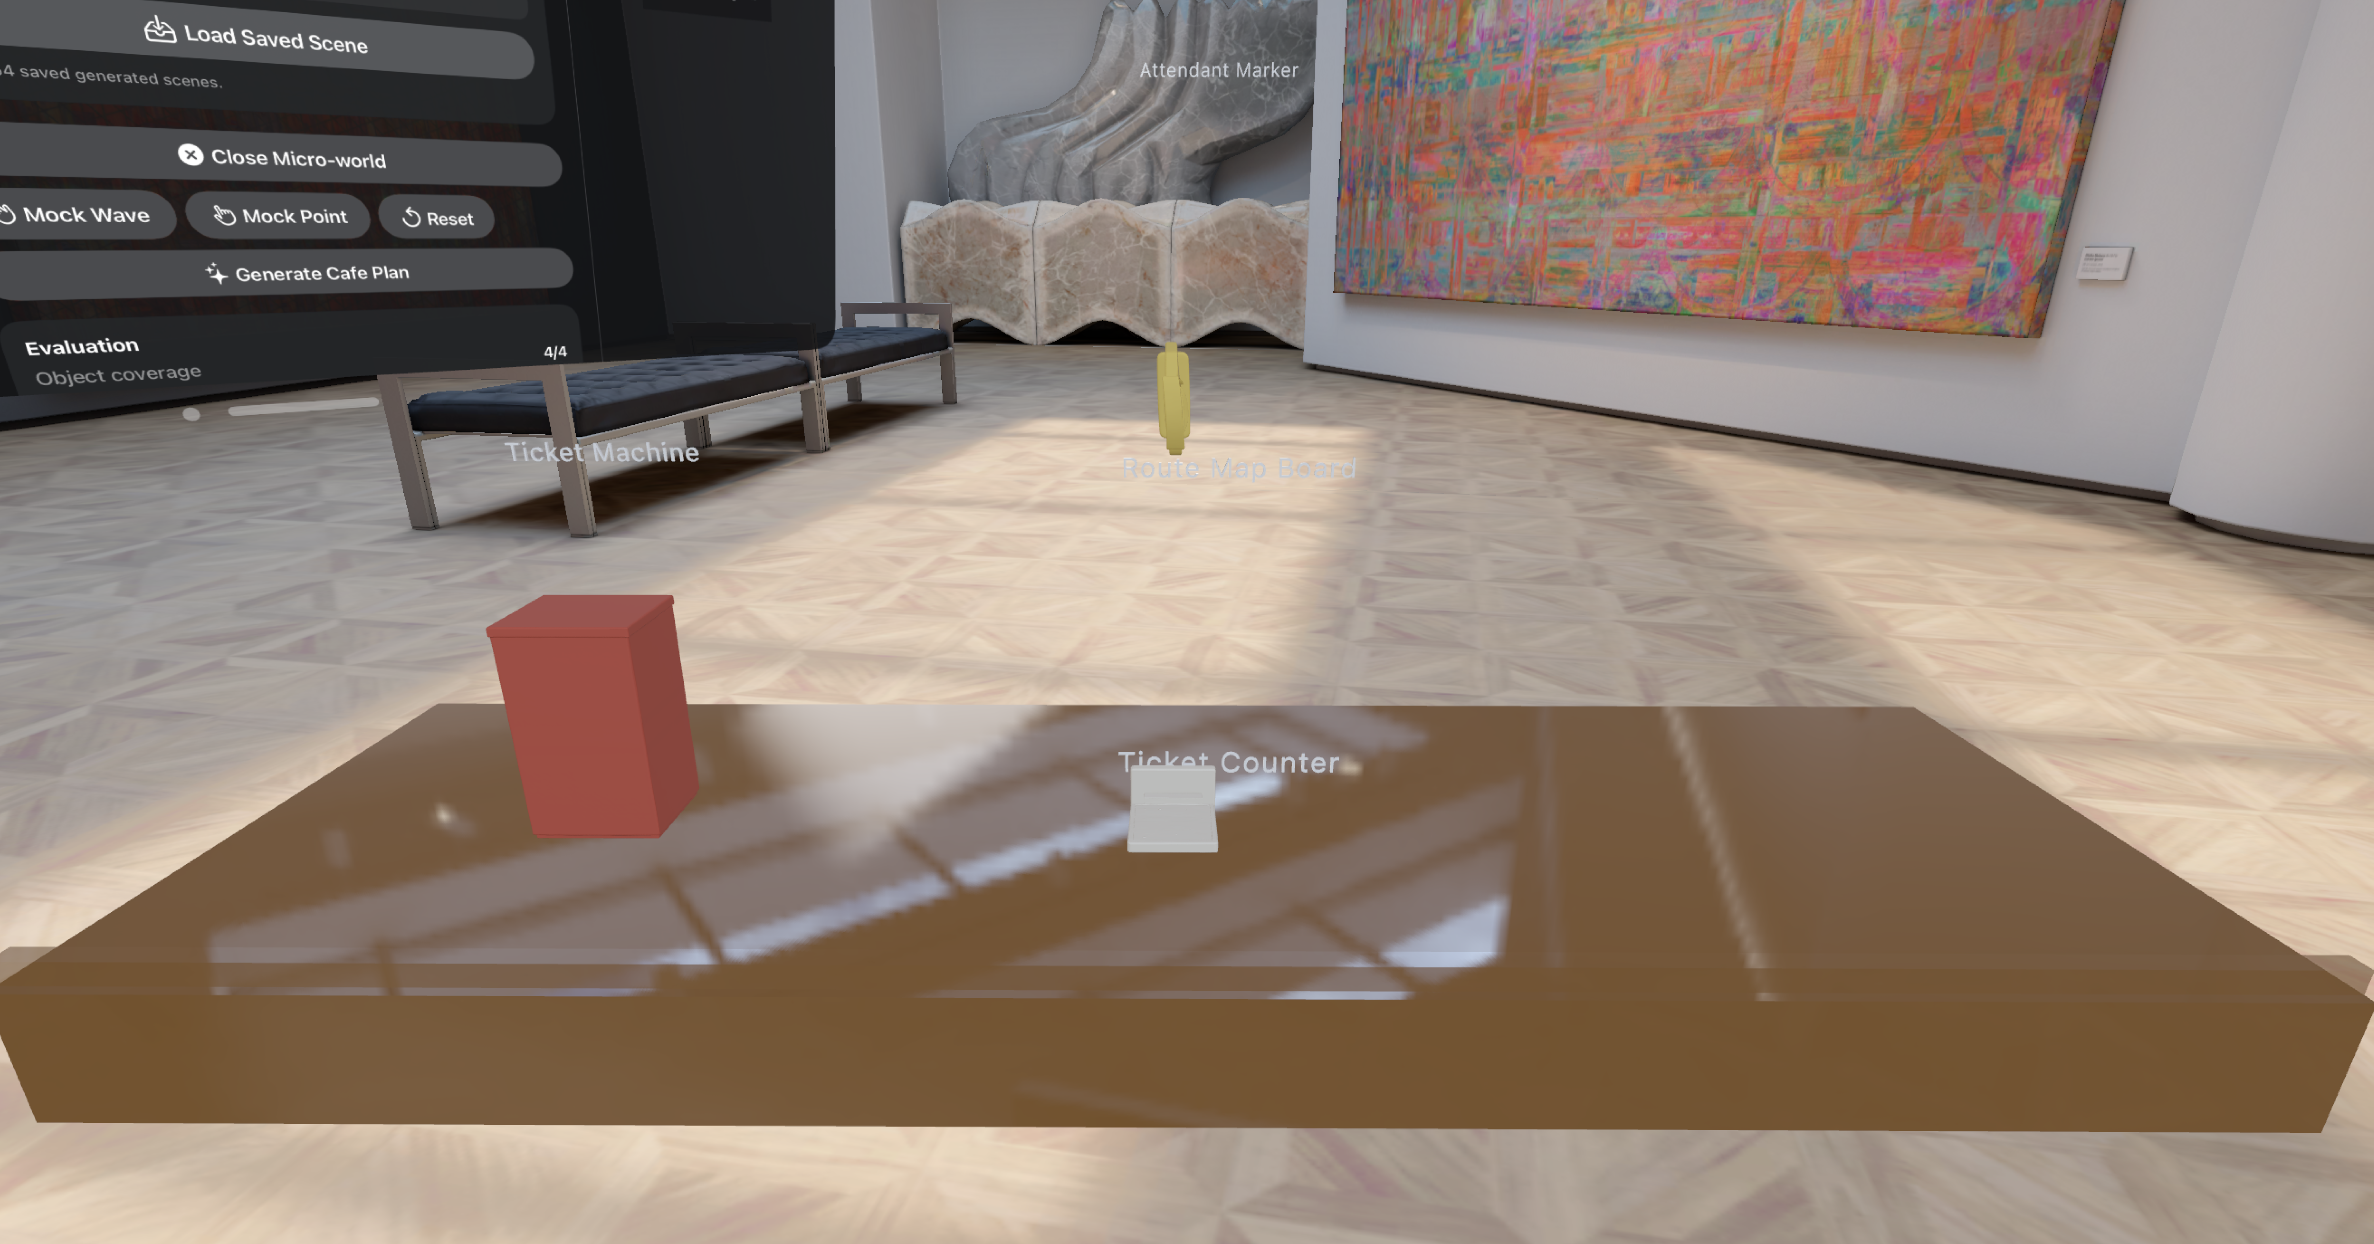 Load Saved Scene
4 saved generated scenes.
Close Micro-world
Mock Wave
Mock Point
Reset
Generate Cafe Plan
Evaluation
4/4
Object coverage
Attendant Marker
Ticket Machine
Route Map Board
Ticket Counter